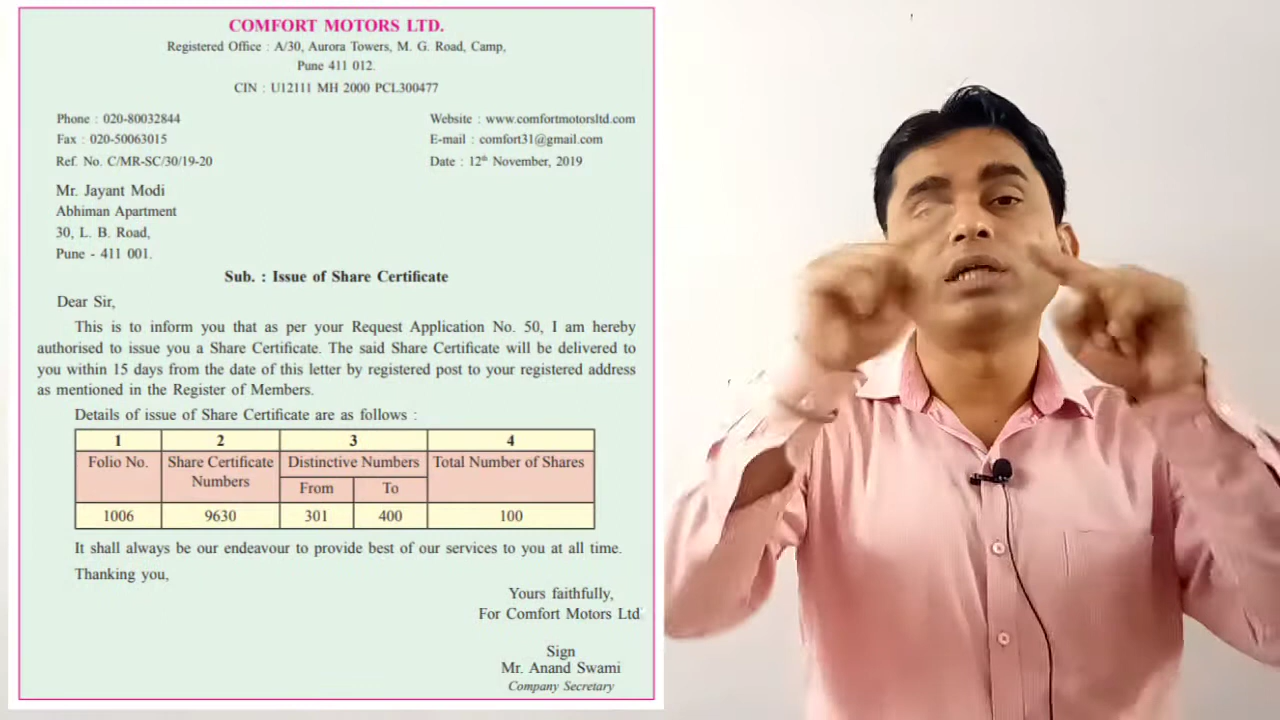 COMFORT MOTORS LTD.
Registered Office : A/30, Aurora Towers, M. G. Road, Camp,
Pune 411 012.
CIN : U12111 MH 2000 PCL300477
Phone : 020-80032844
Website : www.comfortmotorsltd.com
Fax : 020-50063015
E-mail : comfort31@gmail.com
Ref. No. C/MR-SC/30/19-20
Date : 12th November, 2019
Mr. Jayant Modi
Abhiman Apartment
30, L. B. Road,
Pune - 411 001.
Sub. : Issue of Share Certificate
Dear Sir,
This is to inform you that as per your Request Application No. 50, I am hereby
authorised to issue you a Share Certificate. The said Share Certificate will be delivered to
you within 15 days from the date of this letter by registered post to your registered address
as mentioned in the Register of Members.
Details of issue of Share Certificate are as follows :
1 2 3 4
Folio No. Share Certificate Numbers Distinctive Numbers Total Number of Shares
From To
1006 9630 301 400 100
It shall always be our endeavour to provide best of our services to you at all time.
Thanking you,
Yours faithfully,
For Comfort Motors Ltd
Sign
Mr. Anand Swami
Company Secretary